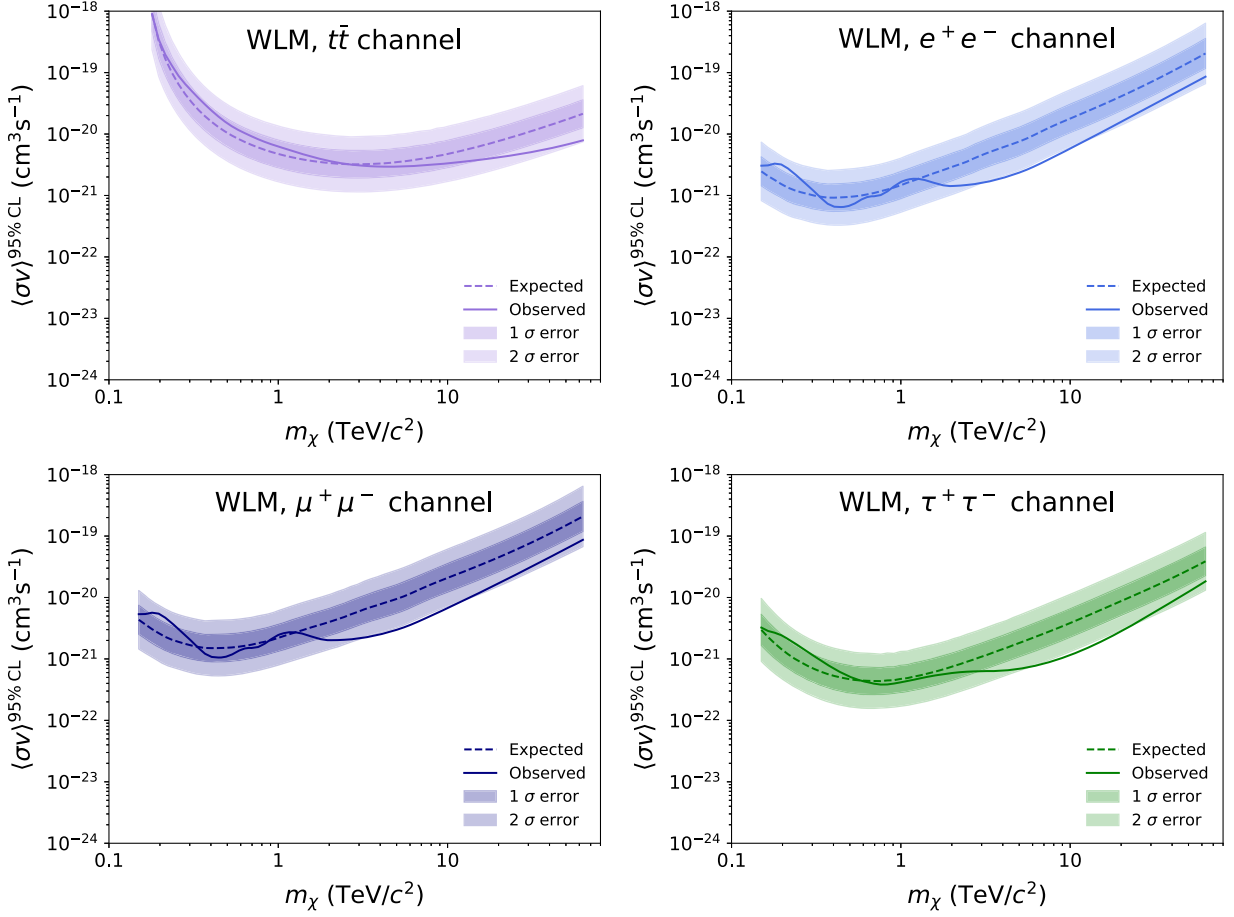 WLM, tt̄ channel
⟨σv⟩^95% CL (cm³s⁻¹)
10⁻¹⁸
10⁻¹⁹
10⁻²⁰
10⁻²¹
10⁻²²
10⁻²³
10⁻²⁴
Expected
Observed
1 σ error
2 σ error
0.1 1 10
mχ (TeV/c²)
WLM, e⁺e⁻ channel
⟨σv⟩^95% CL (cm³s⁻¹)
10⁻¹⁸
10⁻¹⁹
10⁻²⁰
10⁻²¹
10⁻²²
10⁻²³
10⁻²⁴
Expected
Observed
1 σ error
2 σ error
0.1 1 10
mχ (TeV/c²)
WLM, μ⁺μ⁻ channel
⟨σv⟩^95% CL (cm³s⁻¹)
10⁻¹⁸
10⁻¹⁹
10⁻²⁰
10⁻²¹
10⁻²²
10⁻²³
10⁻²⁴
Expected
Observed
1 σ error
2 σ error
0.1 1 10
mχ (TeV/c²)
WLM, τ⁺τ⁻ channel
⟨σv⟩^95% CL (cm³s⁻¹)
10⁻¹⁸
10⁻¹⁹
10⁻²⁰
10⁻²¹
10⁻²²
10⁻²³
10⁻²⁴
Expected
Observed
1 σ error
2 σ error
0.1 1 10
mχ (TeV/c²)